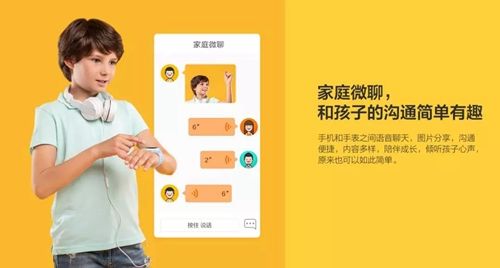 家庭微聊
6"
2"
6"
按住 说话
家庭微聊，
和孩子的沟通简单有趣
手机和手表之间语音聊天，图片分享，沟通
便捷，内容多样，陪伴成长，倾听孩子心声，
原来也可以如此简单。